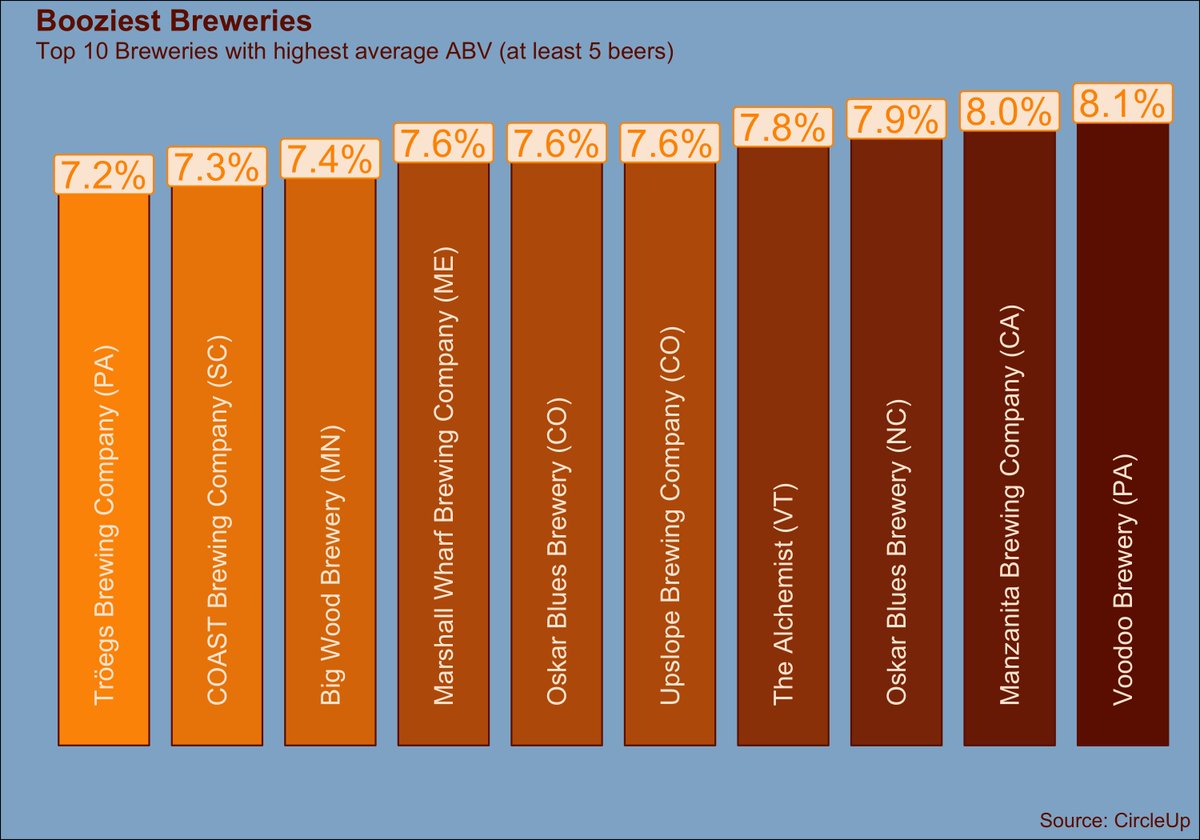 Booziest Breweries
Top 10 Breweries with highest average ABV (at least 5 beers)
7.2%
7.3%
7.4%
7.6%
7.6%
7.6%
7.8%
7.9%
8.0%
8.1%
Tröegs Brewing Company (PA)
COAST Brewing Company (SC)
Big Wood Brewery (MN)
Marshall Wharf Brewing Company (ME)
Oskar Blues Brewery (CO)
Upslope Brewing Company (CO)
The Alchemist (VT)
Oskar Blues Brewery (NC)
Manzanita Brewing Company (CA)
Voodoo Brewery (PA)
Source: CircleUp